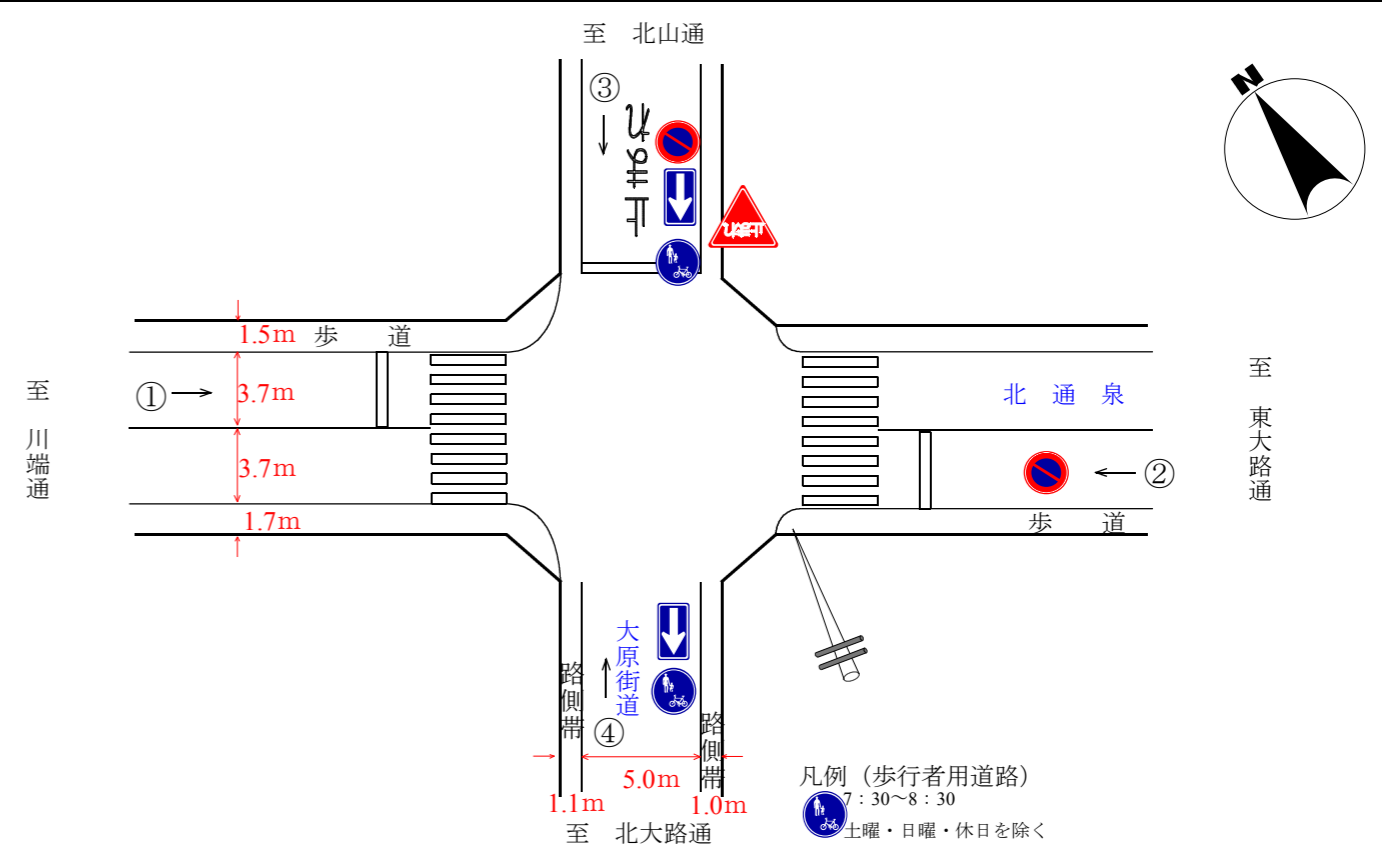 至 北山通
N
③
止まれ
止まれ
1.5m 歩 道
① 3.7m
3.7m
1.7m
至 川端通
北 通 泉
②
歩 道
至 東大路通
大原街道
路側帯
④
路側帯
5.0m
1.1m
1.0m
至 北大路通
凡例(歩行者用道路)
7:30~8:30
土曜・日曜・休日を除く